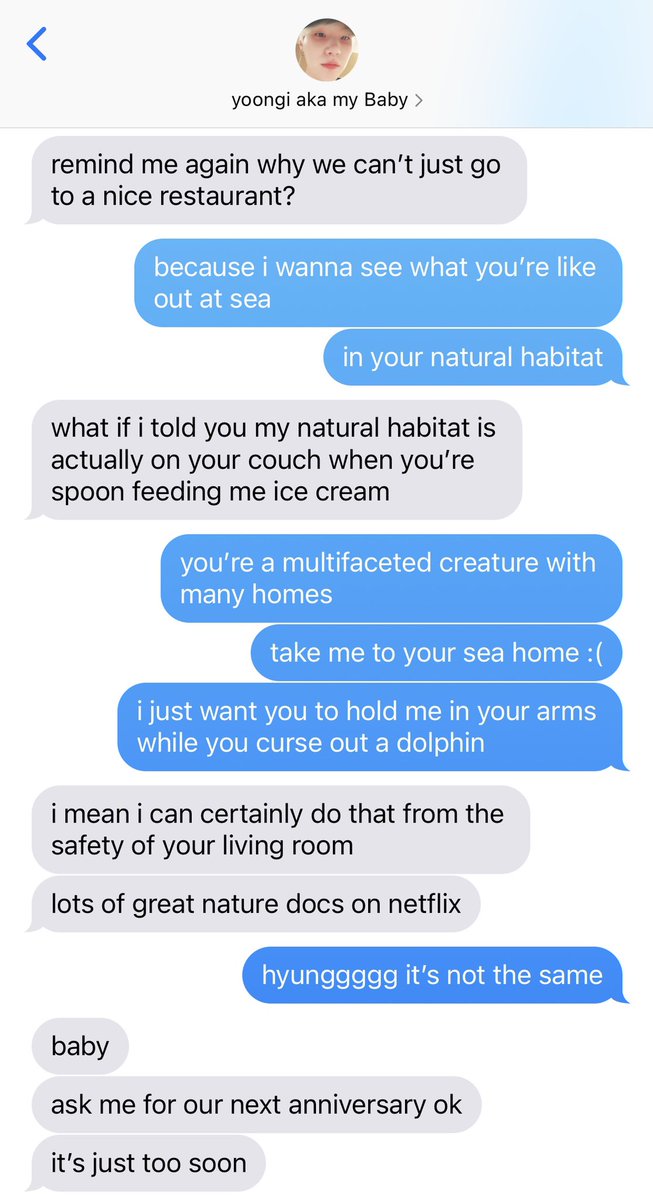 yoongi aka my Baby
remind me again why we can’t just go
to a nice restaurant?
because i wanna see what you’re like
out at sea
in your natural habitat
what if i told you my natural habitat is
actually on your couch when you’re
spoon feeding me ice cream
you’re a multifaceted creature with
many homes
take me to your sea home :(
i just want you to hold me in your arms
while you curse out a dolphin
i mean i can certainly do that from the
safety of your living room
lots of great nature docs on netflix
hyunggggg it’s not the same
baby
ask me for our next anniversary ok
it’s just too soon